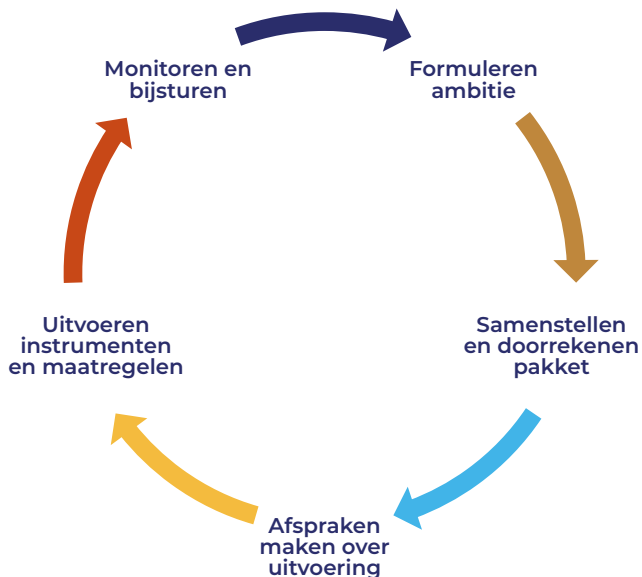 Monitoren en
bijsturen
Formuleren
ambitie
Samenstellen
en doorrekenen
pakket
Afspraken
maken over
uitvoering
Uitvoeren
instrumenten
en maatregelen